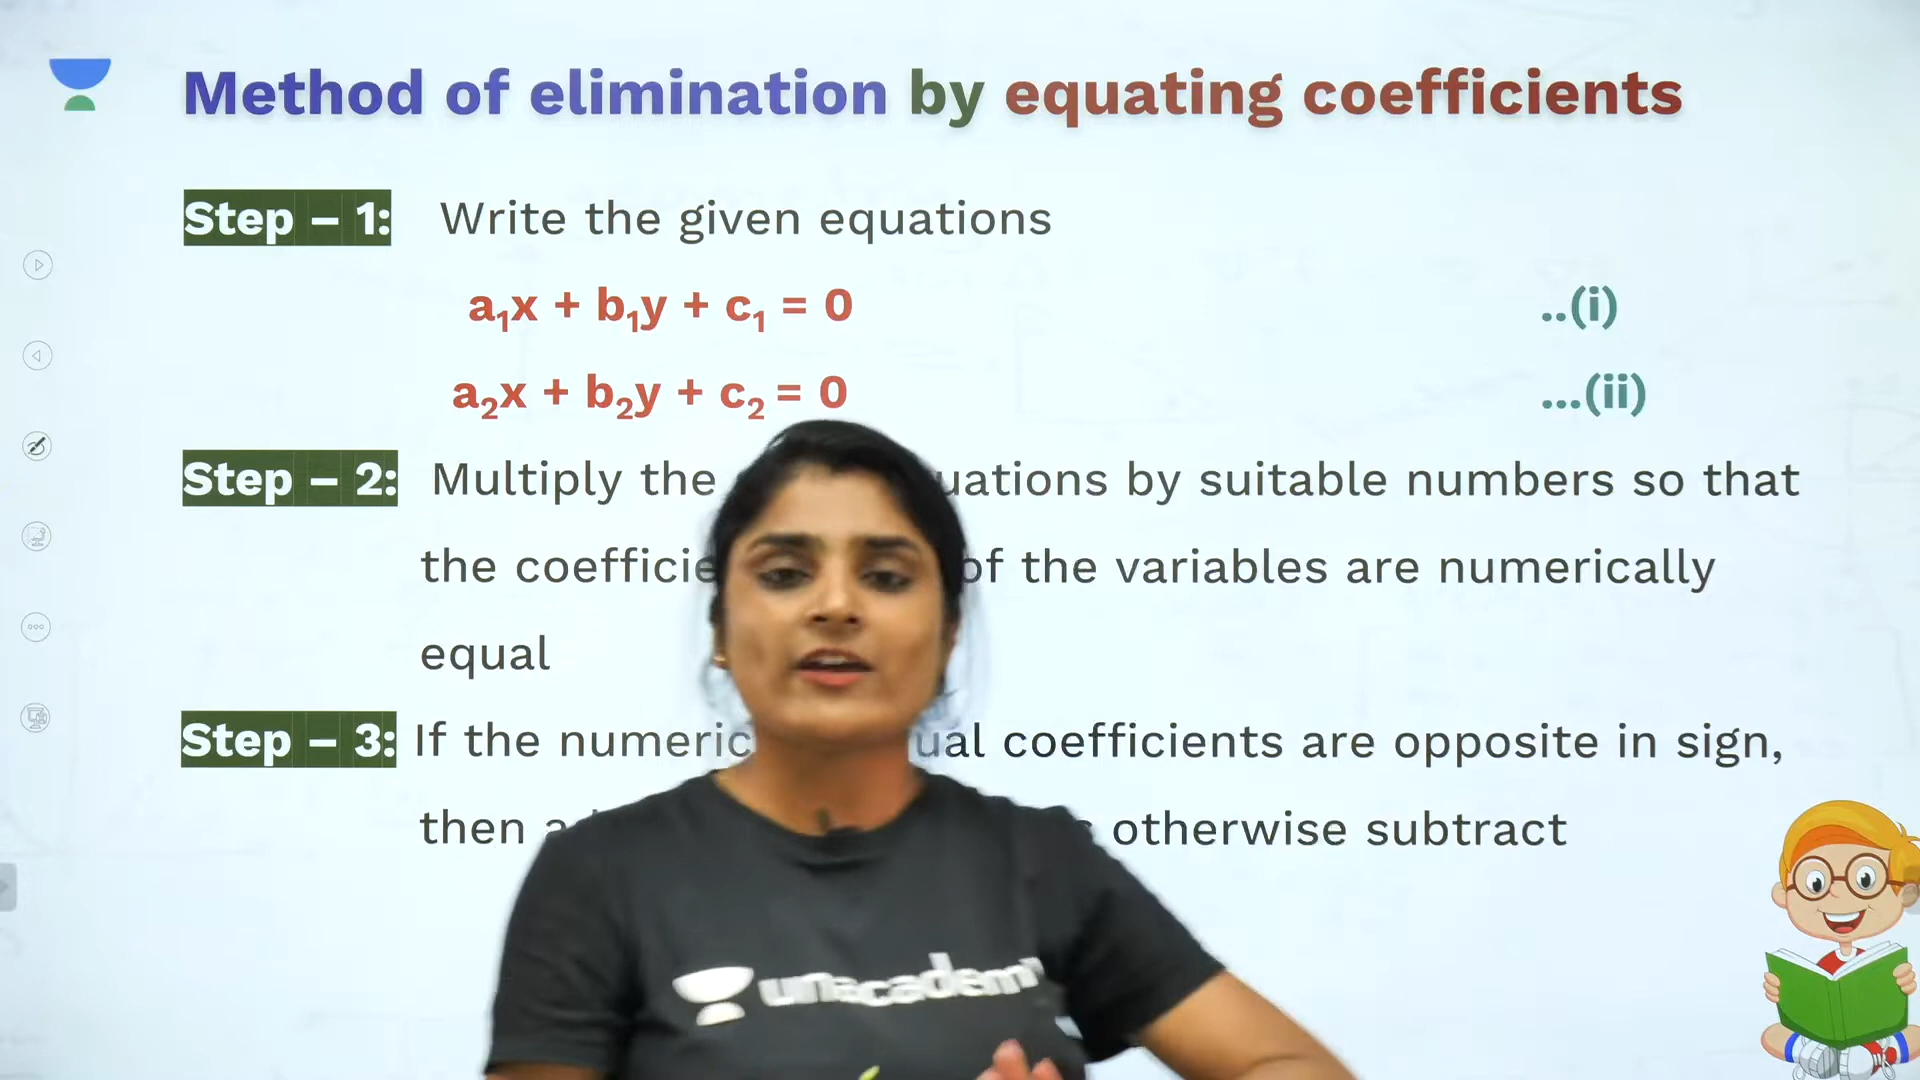 Method of elimination by equating coefficients
Step – 1: Write the given equations
a₁x + b₁y + c₁ = 0 ..(i)
a₂x + b₂y + c₂ = 0 ...(ii)
Step – 2: Multiply the uations by suitable numbers so that
the coefficie of the variables are numerically
equal
Step – 3: If the numeric ual coefficients are opposite in sign,
then otherwise subtract
unacademy